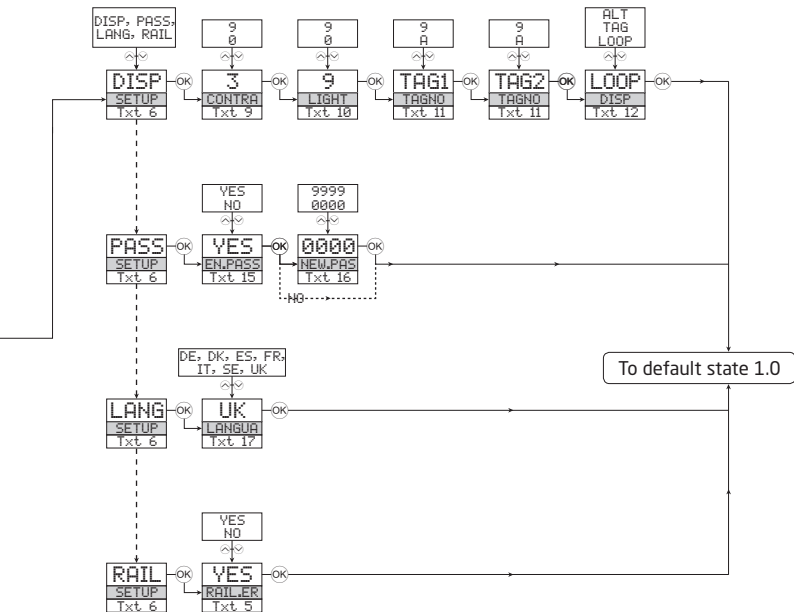 DISP, PASS,
LANG, RAIL
9
0
9
0
9
A
9
A
ALT
TAG
LOOP
DISP
SETUP
Txt 6
OK
3
CONTRA
Txt 9
OK
9
LIGHT
Txt 10
OK
TAG1
TAGNO
Txt 11
OK
TAG2
TAGNO
Txt 11
OK
LOOP
DISP
Txt 12
OK
YES
NO
9999
0000
PASS
SETUP
Txt 6
OK
YES
EN.PASS
Txt 15
OK
0000
NEW.PAS
Txt 16
OK
NO
To default state 1.0
DE, DK, ES, FR,
IT, SE, UK
LANG
SETUP
Txt 6
OK
UK
LANGUA
Txt 17
OK
YES
NO
RAIL
SETUP
Txt 6
OK
YES
RAIL.ER
Txt 5
OK